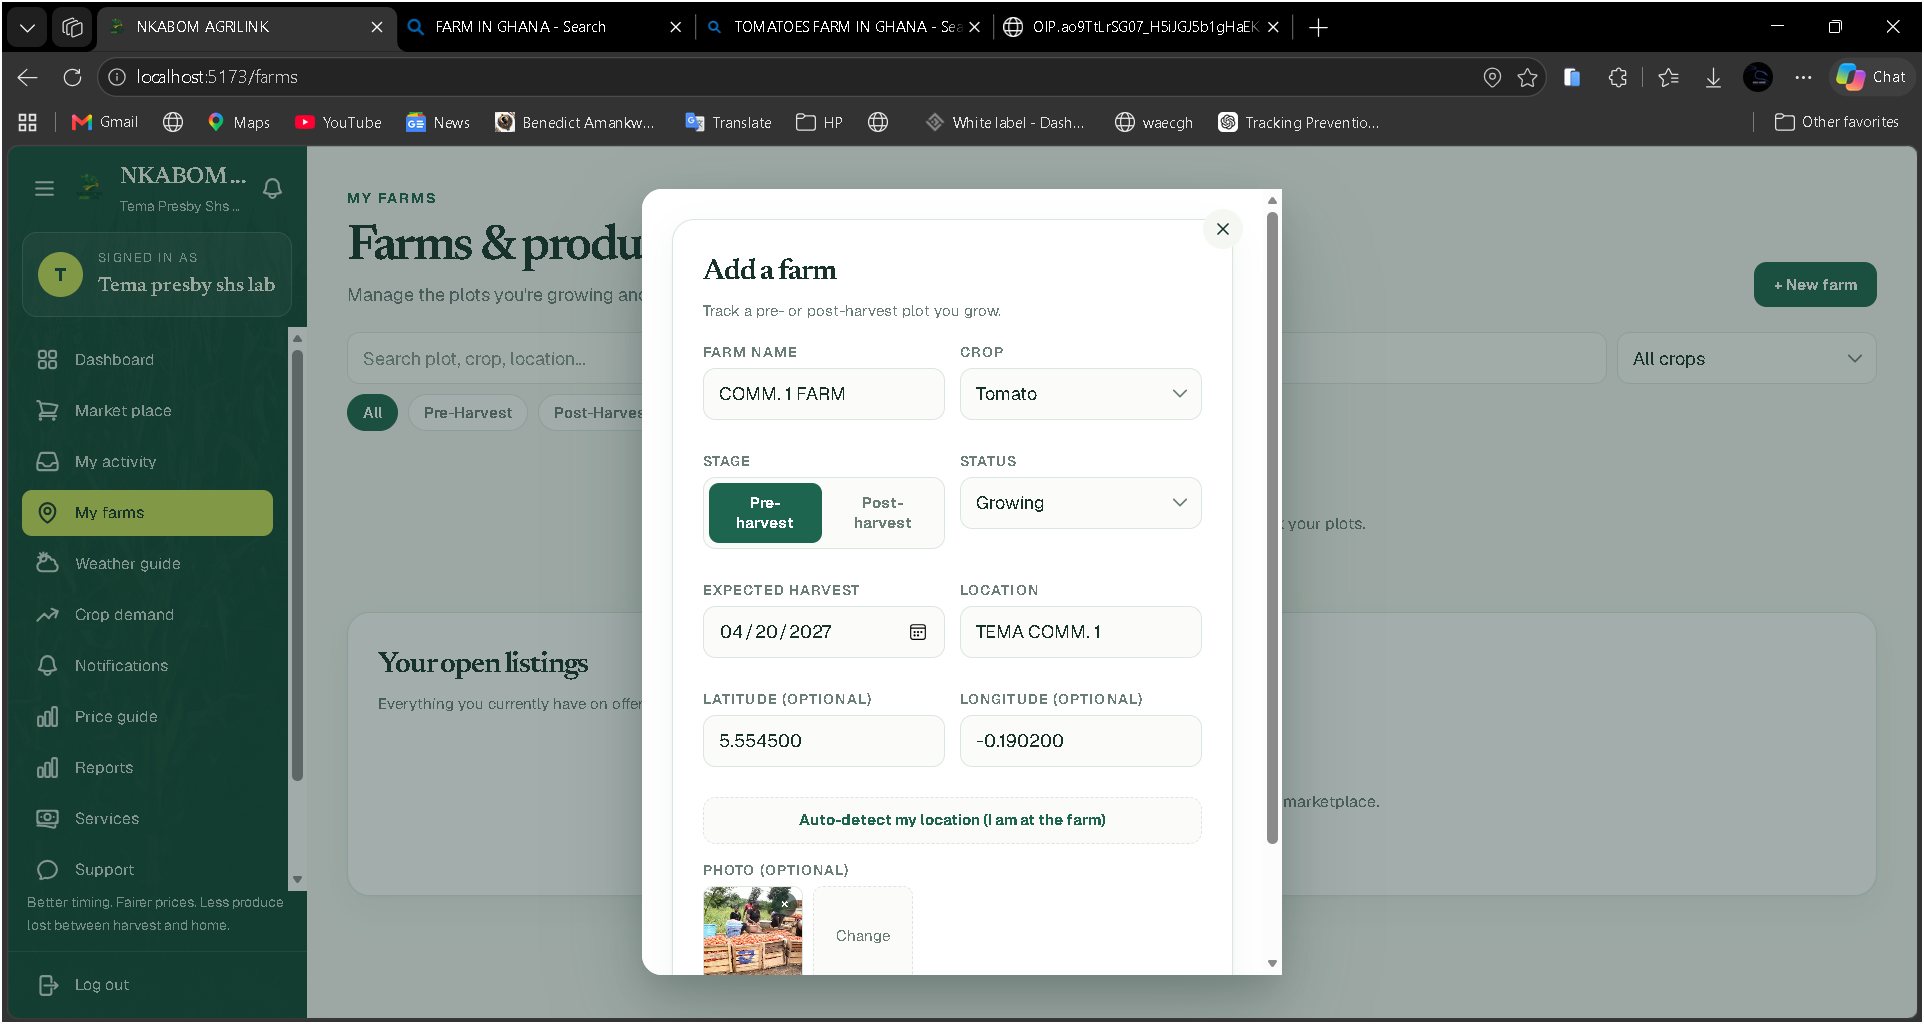 NKABOM AGRILINK
FARM IN GHANA - Search
TOMATOES FARM IN GHANA - Sea
OIP.ao9TtLrSG07_H5iJGJ5b1gHaEK
localhost:5173/farms
Chat
Gmail
Maps
YouTube
News
Benedict Amankw...
Translate
HP
White label - Dash...
waecgh
Tracking Preventio...
Other favorites
NKABOM...
Tema Presby Shs ...
T
SIGNED IN AS
Tema presby shs lab
Dashboard
Market place
My activity
My farms
Weather guide
Crop demand
Notifications
Price guide
Reports
Services
Support
Better timing. Fairer prices. Less produce
lost between harvest and home.
Log out
MY FARMS
Farms & produ
Manage the plots you're growing and
+ New farm
Search plot, crop, location...
All crops
All
Pre-Harvest
Post-Harves
your plots.
Your open listings
Everything you currently have on offer
marketplace.
Add a farm
Track a pre- or post-harvest plot you grow.
FARM NAME
CROP
COMM. 1 FARM
Tomato
STAGE
STATUS
Pre-
harvest
Post-
harvest
Growing
EXPECTED HARVEST
LOCATION
04/20/2027
TEMA COMM. 1
LATITUDE (OPTIONAL)
LONGITUDE (OPTIONAL)
5.554500
-0.190200
Auto-detect my location (I am at the farm)
PHOTO (OPTIONAL)
Change